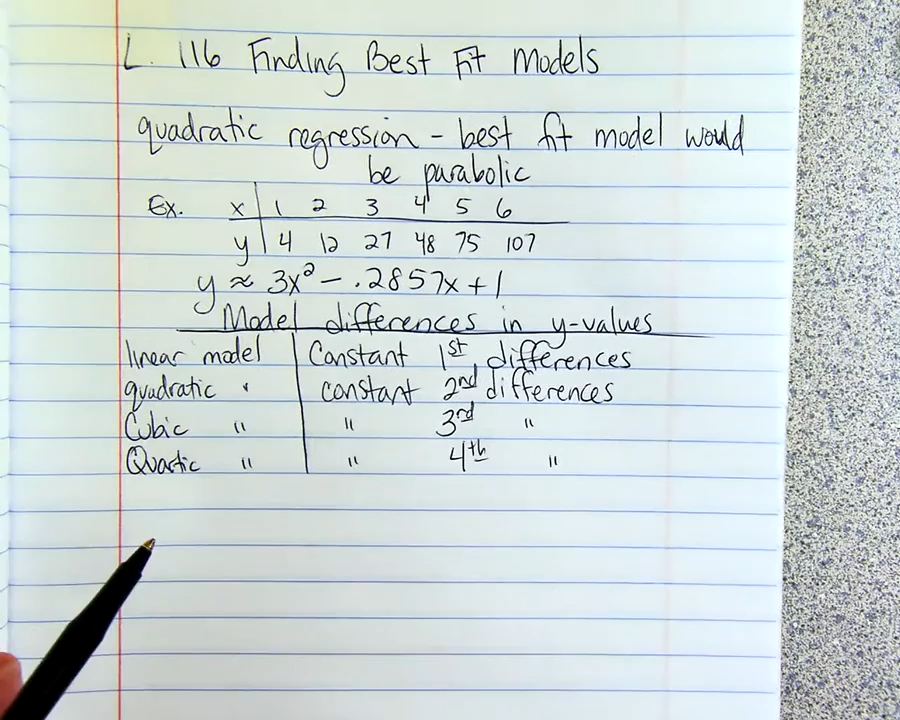 L. 116 Finding Best Fit Models
quadratic regression - best fit model would
be parabolic
Ex. x | 1 2 3 4 5 6
y | 4 12 27 48 75 107
y ≈ 3x² - .2857x + 1
Model differences in y-values
linear model | Constant 1st differences
quadratic " | constant 2nd differences
Cubic " | " 3rd "
Quartic " | " 4th "